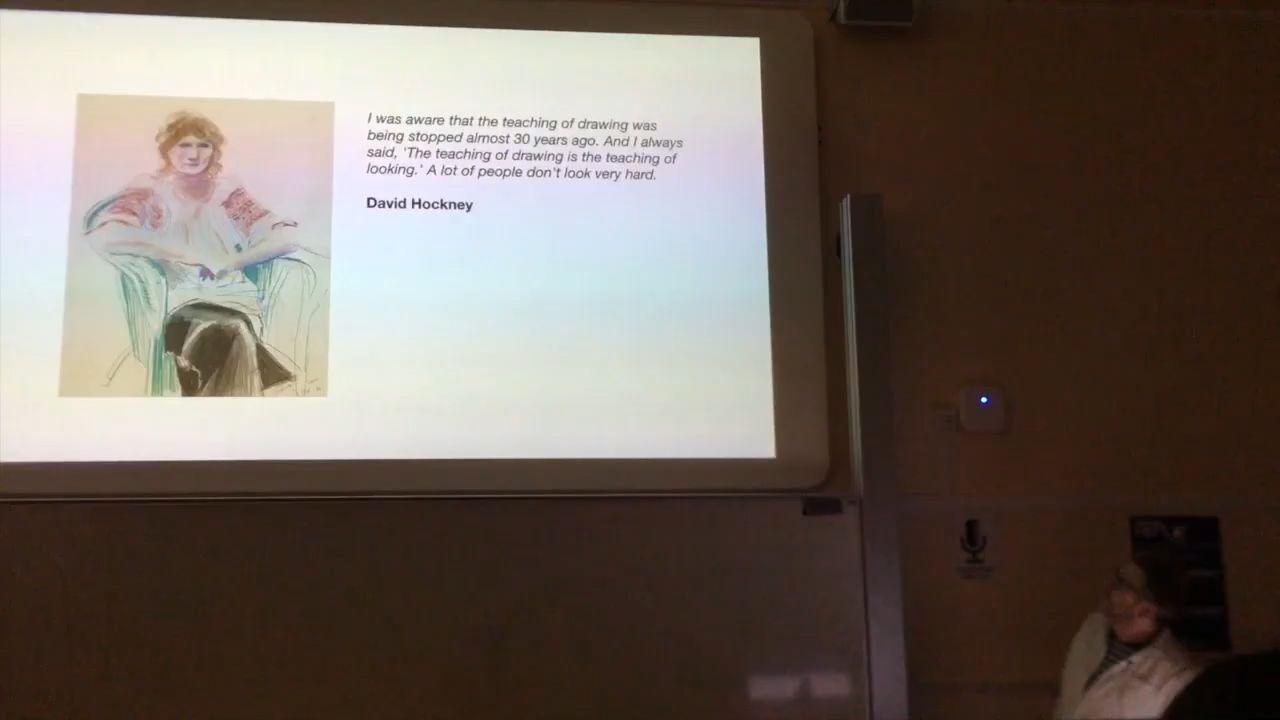 I was aware that the teaching of drawing was
being stopped almost 30 years ago. And I always
said, 'The teaching of drawing is the teaching of
looking.' A lot of people don't look very hard.
David Hockney